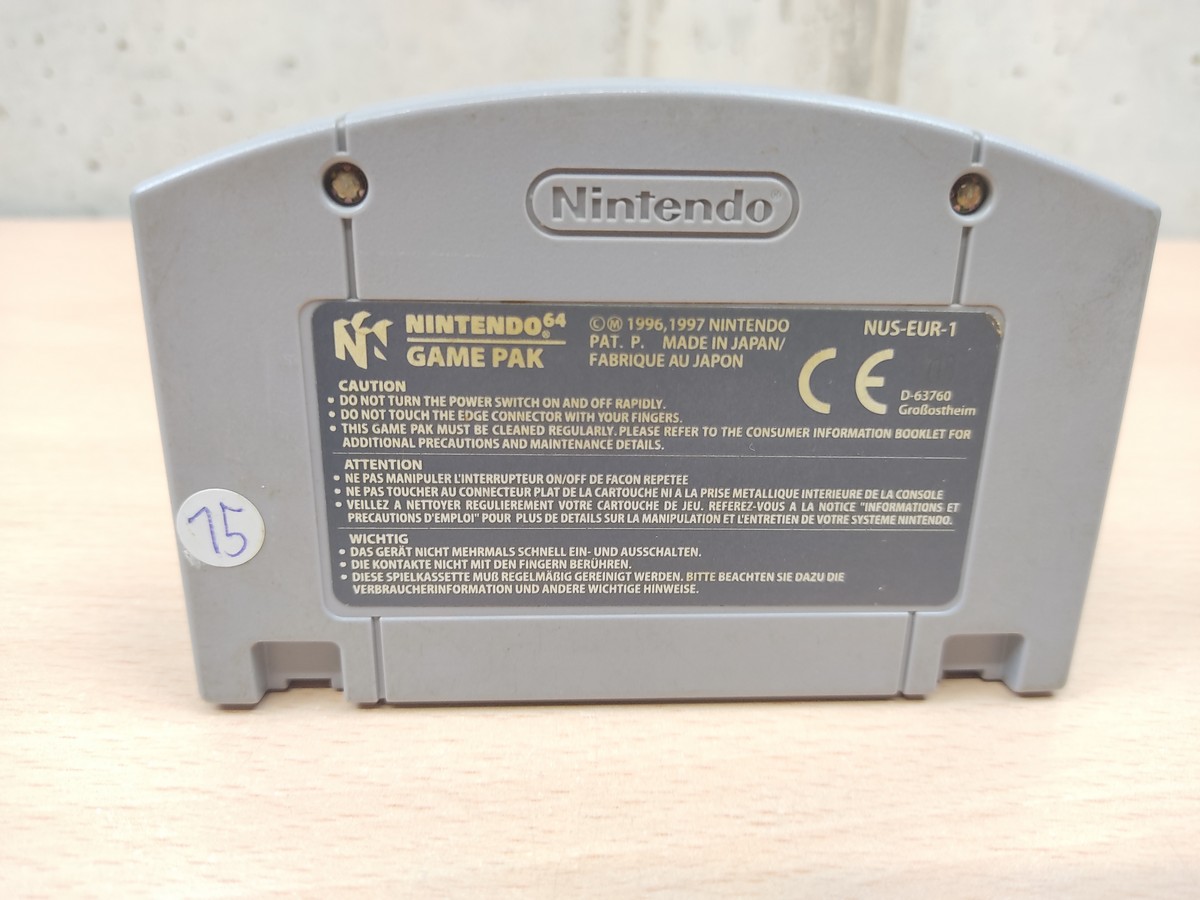 Nintendo
NINTENDO 64
GAME PAK
©Ⓜ 1996,1997 NINTENDO
PAT. P. MADE IN JAPAN/
FABRIQUE AU JAPON
NUS-EUR-1
CE
D-63760
Großostheim
CAUTION
• DO NOT TURN THE POWER SWITCH ON AND OFF RAPIDLY.
• DO NOT TOUCH THE EDGE CONNECTOR WITH YOUR FINGERS.
• THIS GAME PAK MUST BE CLEANED REGULARLY. PLEASE REFER TO THE CONSUMER INFORMATION BOOKLET FOR
ADDITIONAL PRECAUTIONS AND MAINTENANCE DETAILS.
ATTENTION
• NE PAS MANIPULER L'INTERRUPTEUR ON/OFF DE FACON REPETEE
• NE PAS TOUCHER AU CONNECTEUR PLAT DE LA CARTOUCHE NI A LA PRISE METALLIQUE INTERIEURE DE LA CONSOLE
• VEILLEZ A NETTOYER REGULIEREMENT VOTRE CARTOUCHE DE JEU. REFEREZ-VOUS A LA NOTICE "INFORMATIONS ET
PRECAUTIONS D'EMPLOI" POUR PLUS DE DETAILS SUR LA MANIPULATION ET L'ENTRETIEN DE VOTRE SYSTEME NINTENDO.
WICHTIG
• DAS GERÄT NICHT MEHRMALS SCHNELL EIN- UND AUSSCHALTEN.
• DIE KONTAKTE NICHT MIT DEN FINGERN BERÜHREN.
• DIESE SPIELKASSETTE MUß REGELMÄßIG GEREINIGT WERDEN. BITTE BEACHTEN SIE DAZU DIE
VERBRAUCHERINFORMATION UND ANDERE WICHTIGE HINWEISE.
15